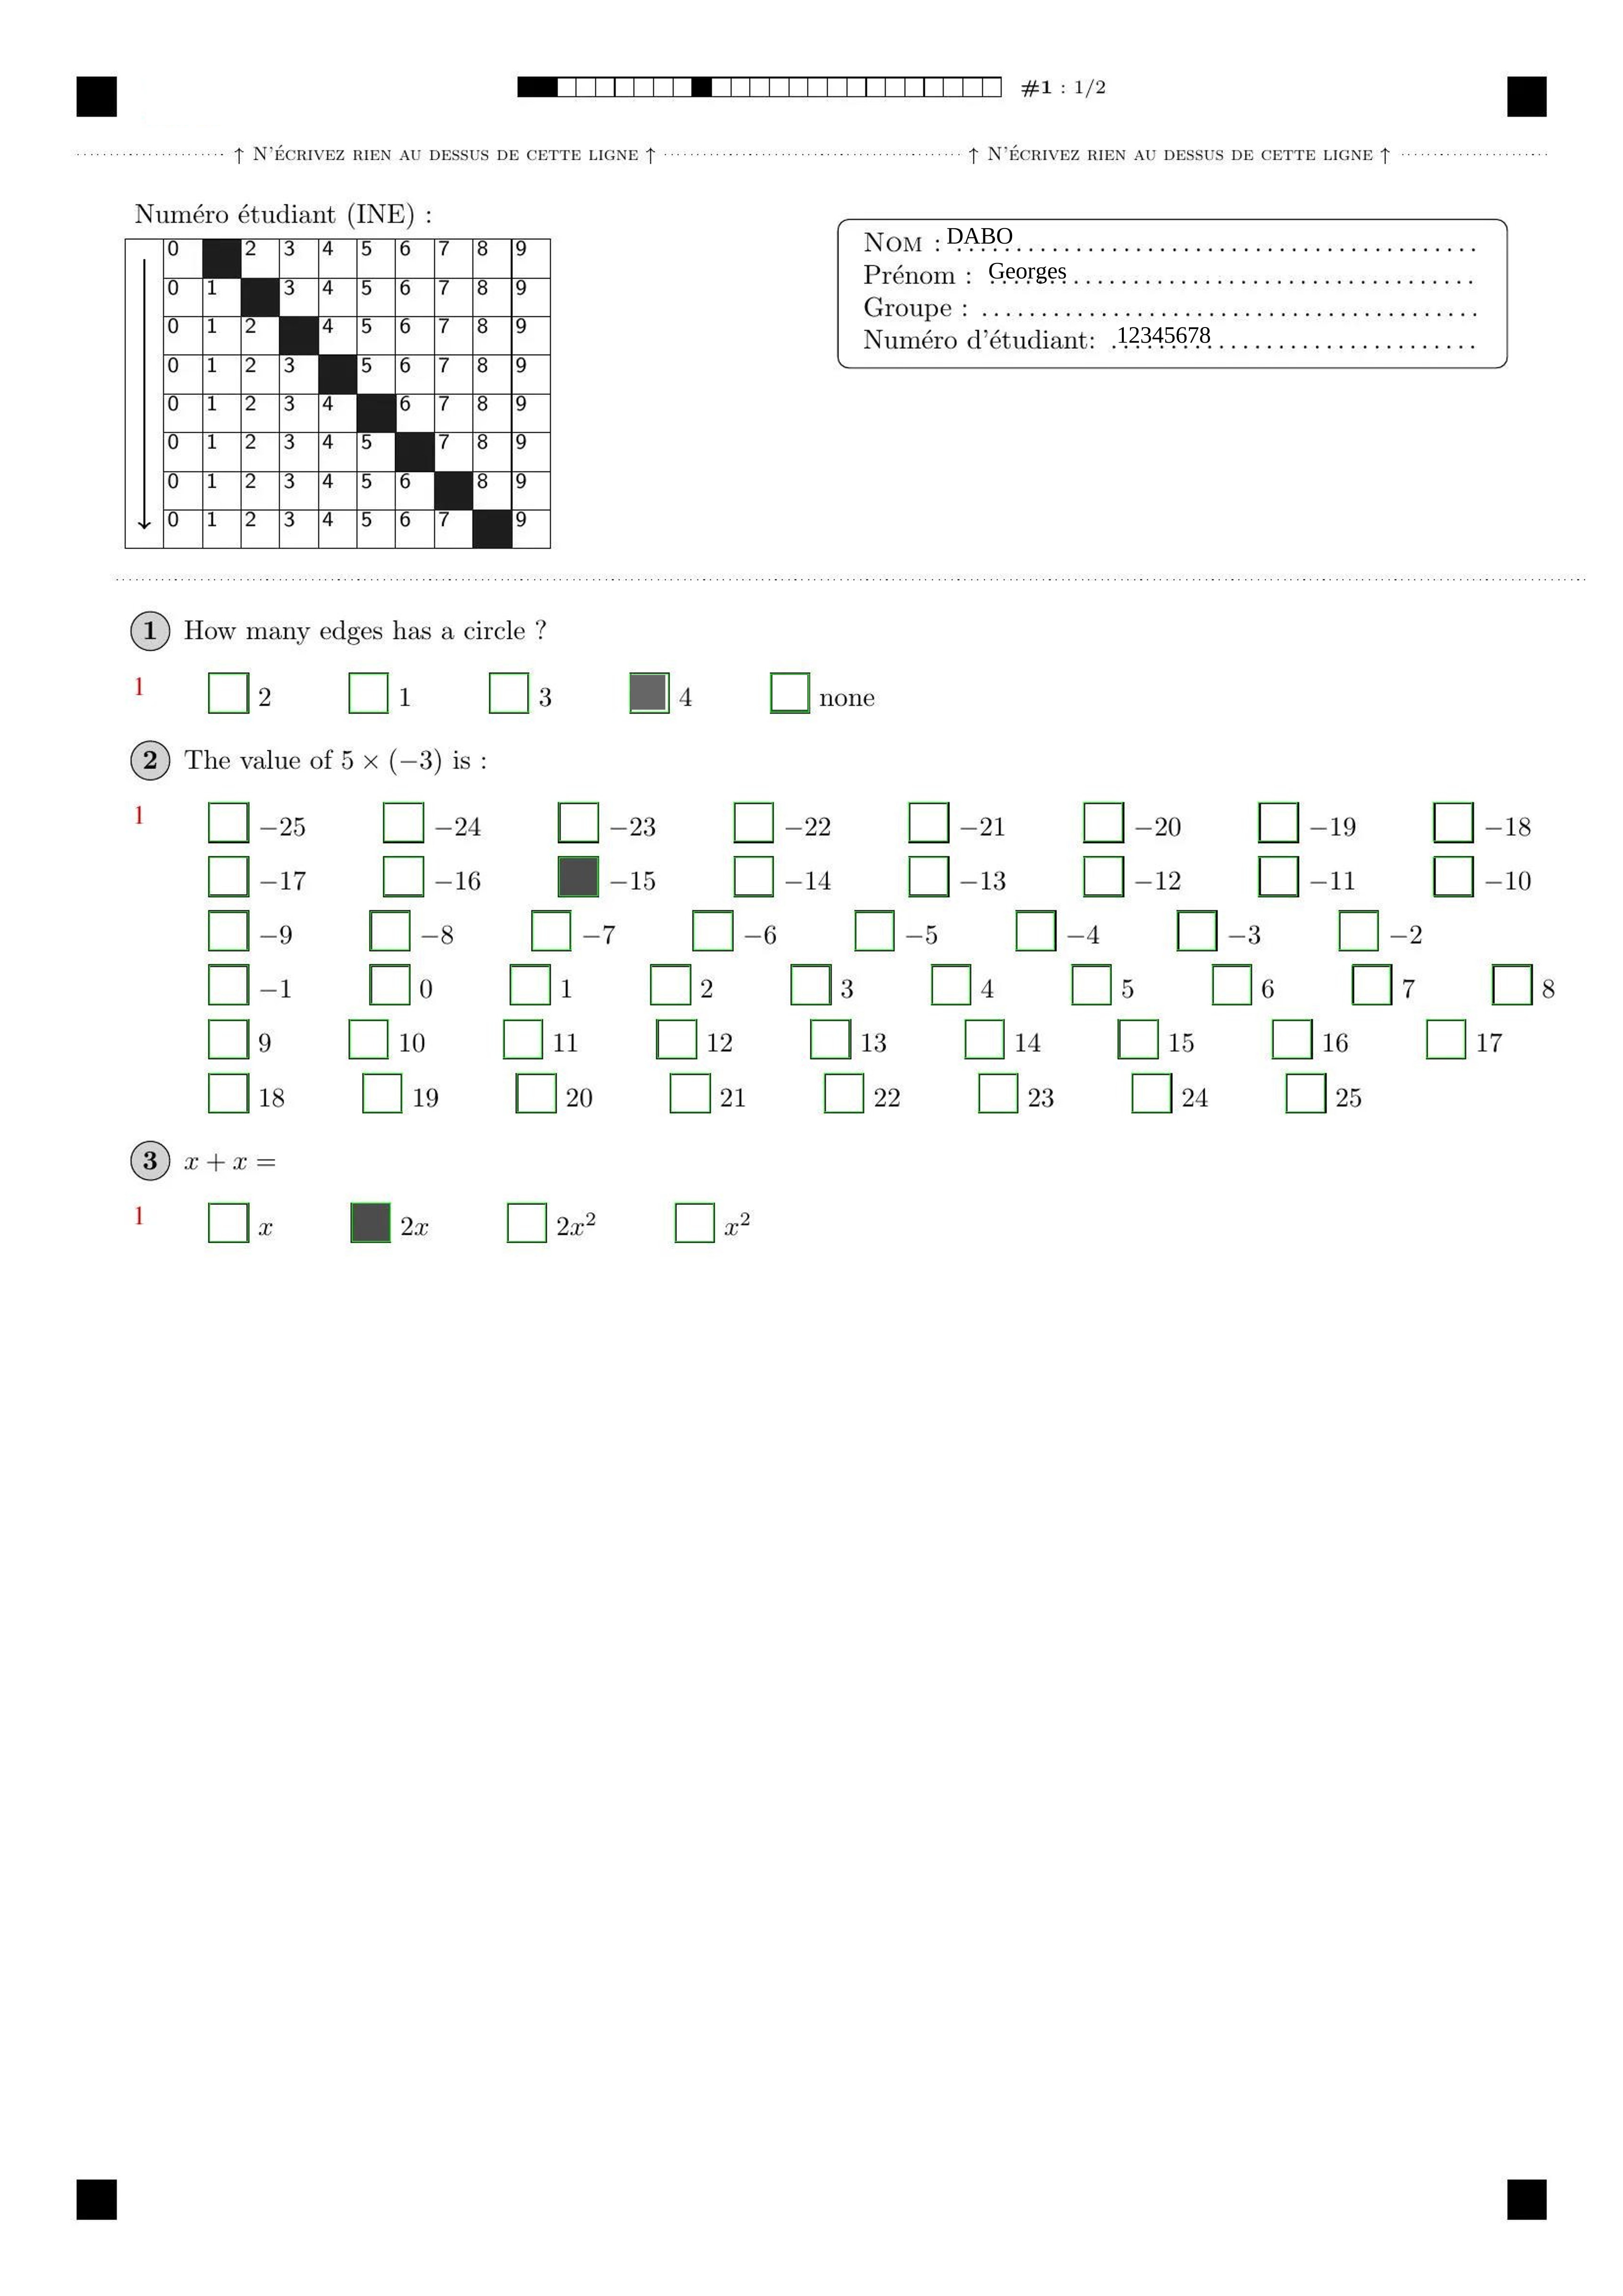 #1 : 1/2
↑ N'ÉCRIVEZ RIEN AU DESSUS DE CETTE LIGNE ↑ ↑ N'ÉCRIVEZ RIEN AU DESSUS DE CETTE LIGNE ↑
Numéro étudiant (INE) :
0 2 3 4 5 6 7 8 9
0 1 3 4 5 6 7 8 9
0 1 2 4 5 6 7 8 9
0 1 2 3 5 6 7 8 9
0 1 2 3 4 6 7 8 9
0 1 2 3 4 5 7 8 9
0 1 2 3 4 5 6 8 9
0 1 2 3 4 5 6 7 9
NOM : DABO
Prénom : Georges
Groupe :
Numéro d'étudiant: 12345678
1 How many edges has a circle ?
1 2 1 3 4 none
2 The value of 5 × (−3) is :
1 −25 −24 −23 −22 −21 −20 −19 −18
−17 −16 −15 −14 −13 −12 −11 −10
−9 −8 −7 −6 −5 −4 −3 −2
−1 0 1 2 3 4 5 6 7 8
9 10 11 12 13 14 15 16 17
18 19 20 21 22 23 24 25
3 x + x =
1 x 2x 2x² x²